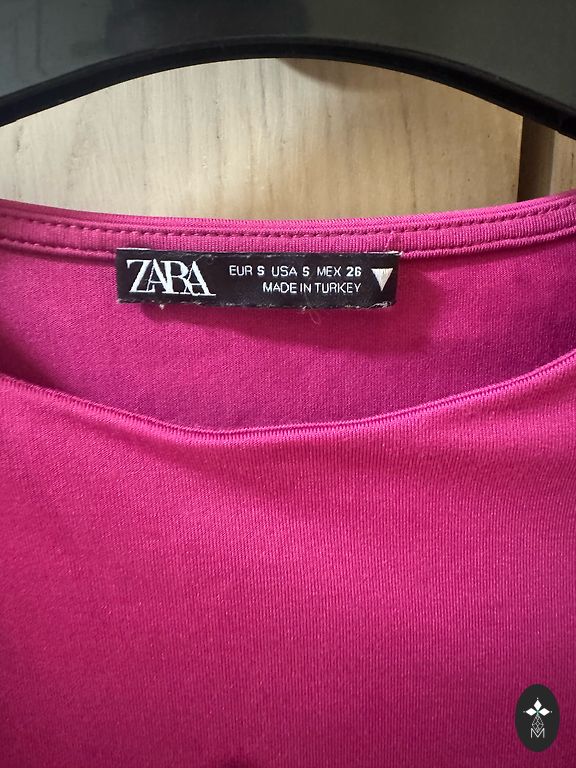 ZARA
EUR S USA S MEX 26
MADE IN TURKEY
M